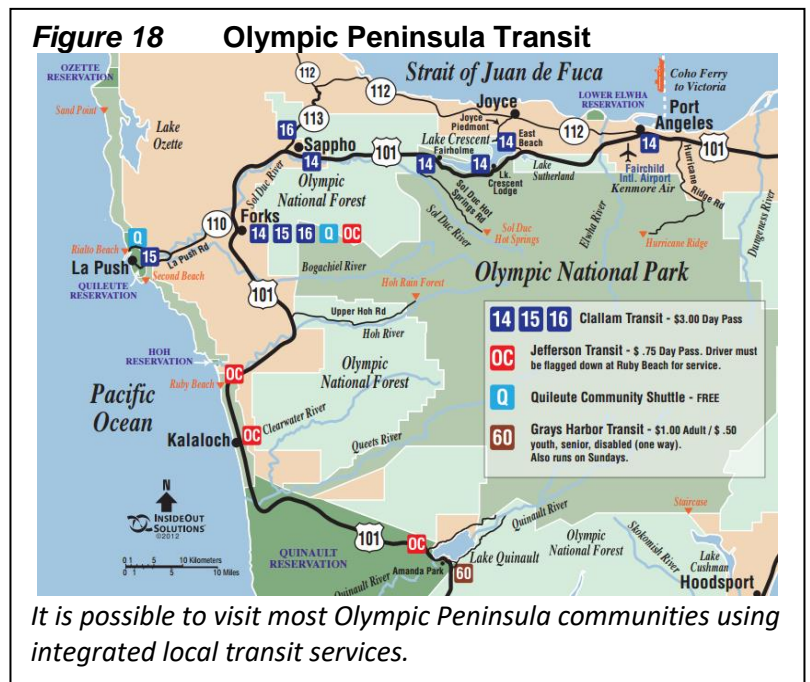 Figure 18 Olympic Peninsula Transit
OZETTE
RESERVATION
Sand Point
Lake
Ozette
112
112
113
16
Sappho
14
101
Strait of Juan de Fuca
Joyce
Joyce
Piedmont
Lake Crescent
Fairholme
14
East
Beach
14
14
Lk.
Crescent
Lodge
Lake
Sutherland
112
LOWER ELWHA
RESERVATION
Coho Ferry
to Victoria
Port
Angeles
14
101
Fairchild
Intl. Airport
Kenmore Air
Hurricane
Ridge Rd
Hurricane Ridge
Dungeness River
Elwha River
Sol Duc River
Olympic
National Forest
Sol Duc Hot
Springs Rd
Sol Duc River
Sol Duc
Hot Springs
110
Forks
14 15 16 Q OC
Q
Rialto Beach
La Push
15
La Push Rd
QUILEUTE
RESERVATION
Second Beach
Bogachiel River
101
Hoh Rain Forest
Upper Hoh Rd
Hoh River
Olympic National Park
HOH
RESERVATION
Ruby Beach
OC
Olympic
National Forest
Pacific
Ocean
OC
Clearwater River
Kalaloch
Queets River
14 15 16 Clallam Transit - $3.00 Day Pass
OC Jefferson Transit - $ .75 Day Pass. Driver must
be flagged down at Ruby Beach for service.
Q Quileute Community Shuttle - FREE
60 Grays Harbor Transit - $1.00 Adult / $ .50
youth, senior, disabled (one way).
Also runs on Sundays.
N
INSIDEOUT
SOLUTIONS
©2012
0 1 5 10 Kilometers
0 1 5 10 Miles
QUINAULT
RESERVATION
101
OC
Amanda Park
Lake Quinault
60
Quinault River
Quinault River
Olympic
National Forest
Staircase
Skokomish River
Lake
Cushman
Hoodsport
It is possible to visit most Olympic Peninsula communities using
integrated local transit services.